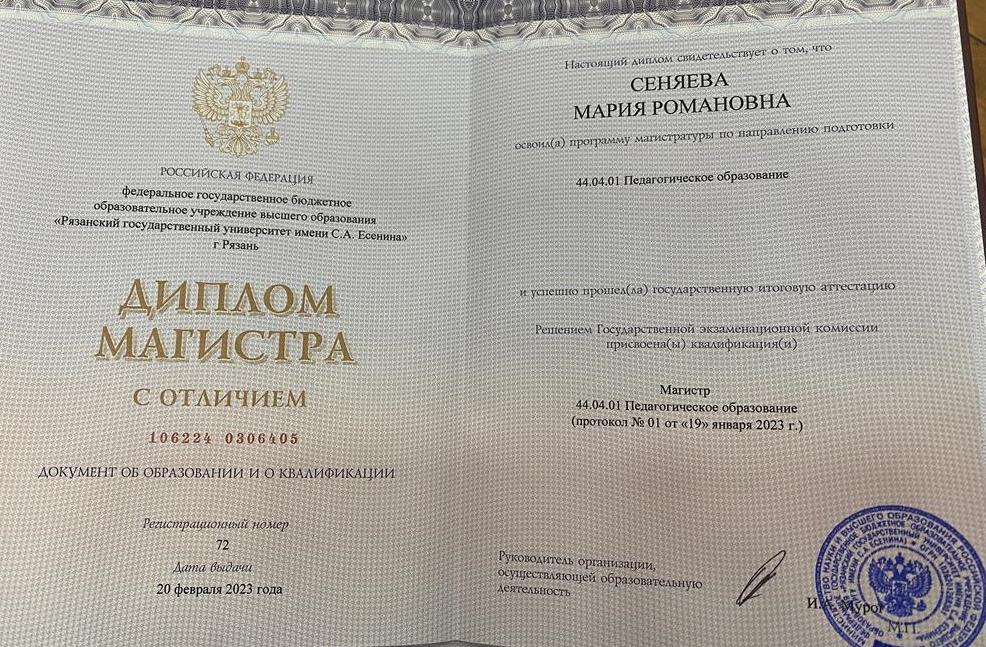 РОССИЙСКАЯ ФЕДЕРАЦИЯ
федеральное государственное бюджетное
образовательное учреждение высшего образования
«Рязанский государственный университет имени С.А. Есенина»
г Рязань
ДИПЛОМ
МАГИСТРА
С ОТЛИЧИЕМ
106224 0306405
ДОКУМЕНТ ОБ ОБРАЗОВАНИИ И О КВАЛИФИКАЦИИ
Регистрационный номер
72
Дата выдачи
20 февраля 2023 года
Настоящий диплом свидетельствует о том, что
СЕНЯЕВА
МАРИЯ РОМАНОВНА
освоил(а) программу магистратуры по направлению подготовки
44.04.01 Педагогическое образование
и успешно прошел(ла) государственную итоговую аттестацию
Решением Государственной экзаменационной комиссии
присвоена(ы) квалификация(и)
Магистр
44.04.01 Педагогическое образование
(протокол № 01 от «19» января 2023 г.)
Руководитель организации,
осуществляющей образовательную
деятельность
Муров
М.П.